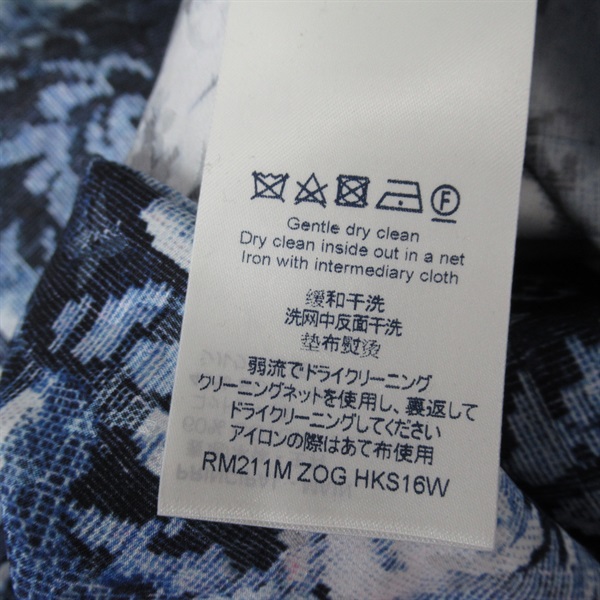 F
Gentle dry clean
Dry clean inside out in a net
Iron with intermediary cloth
缓和干洗
洗网中反面干洗
垫布熨烫
弱流でドライクリーニング
クリーニングネットを使用し、裏返して
ドライクリーニングしてください
アイロンの際はあて布使用
RM211M ZOG HKS16W